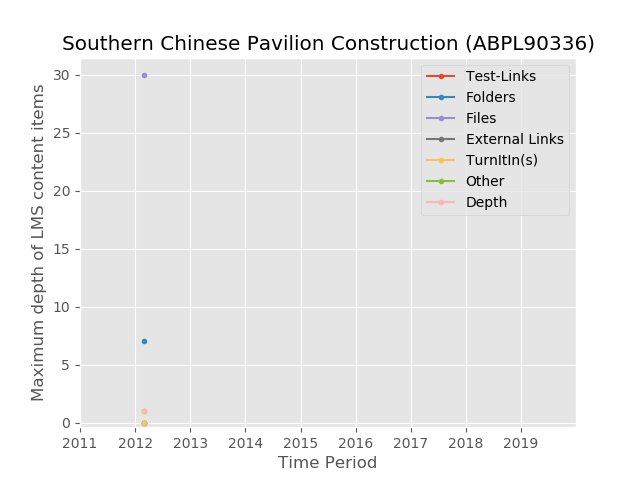 Southern Chinese Pavilion Construction (ABPL90336)
Maximum depth of LMS content items
30
25
20
15
10
5
0
Test-Links
Folders
Files
External Links
TurnItIn(s)
Other
Depth
2011 2012 2013 2014 2015 2016 2017 2018 2019
Time Period